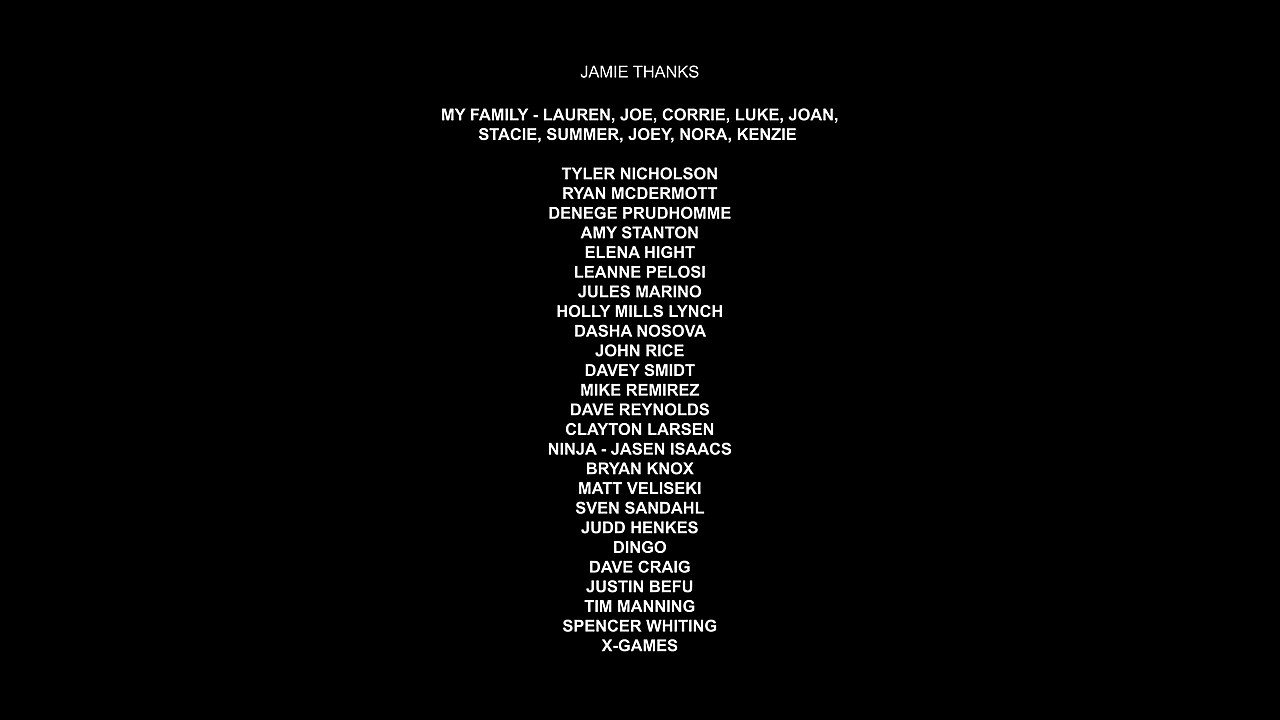 JAMIE THANKS
MY FAMILY - LAUREN, JOE, CORRIE, LUKE, JOAN,
STACIE, SUMMER, JOEY, NORA, KENZIE
TYLER NICHOLSON
RYAN MCDERMOTT
DENEGE PRUDHOMME
AMY STANTON
ELENA HIGHT
LEANNE PELOSI
JULES MARINO
HOLLY MILLS LYNCH
DASHA NOSOVA
JOHN RICE
DAVEY SMIDT
MIKE REMIREZ
DAVE REYNOLDS
CLAYTON LARSEN
NINJA - JASEN ISAACS
BRYAN KNOX
MATT VELISEKI
SVEN SANDAHL
JUDD HENKES
DINGO
DAVE CRAIG
JUSTIN BEFU
TIM MANNING
SPENCER WHITING
X-GAMES